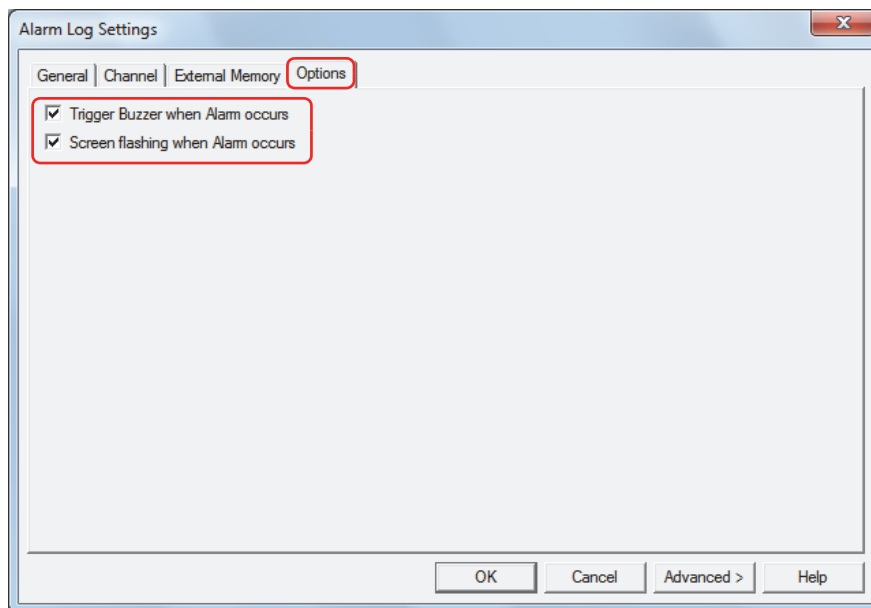 Alarm Log Settings
General Channel External Memory Options
Trigger Buzzer when Alarm occurs
Screen flashing when Alarm occurs
OK Cancel Advanced > Help